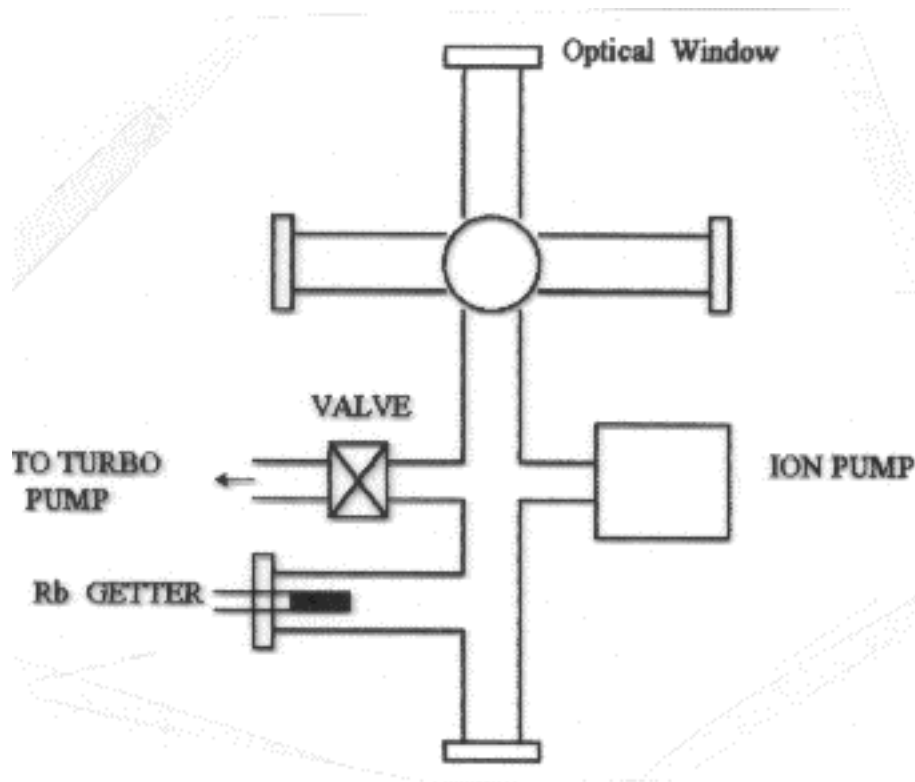 Optical Window
VALVE
TO TURBO
PUMP
ION PUMP
Rb GETTER